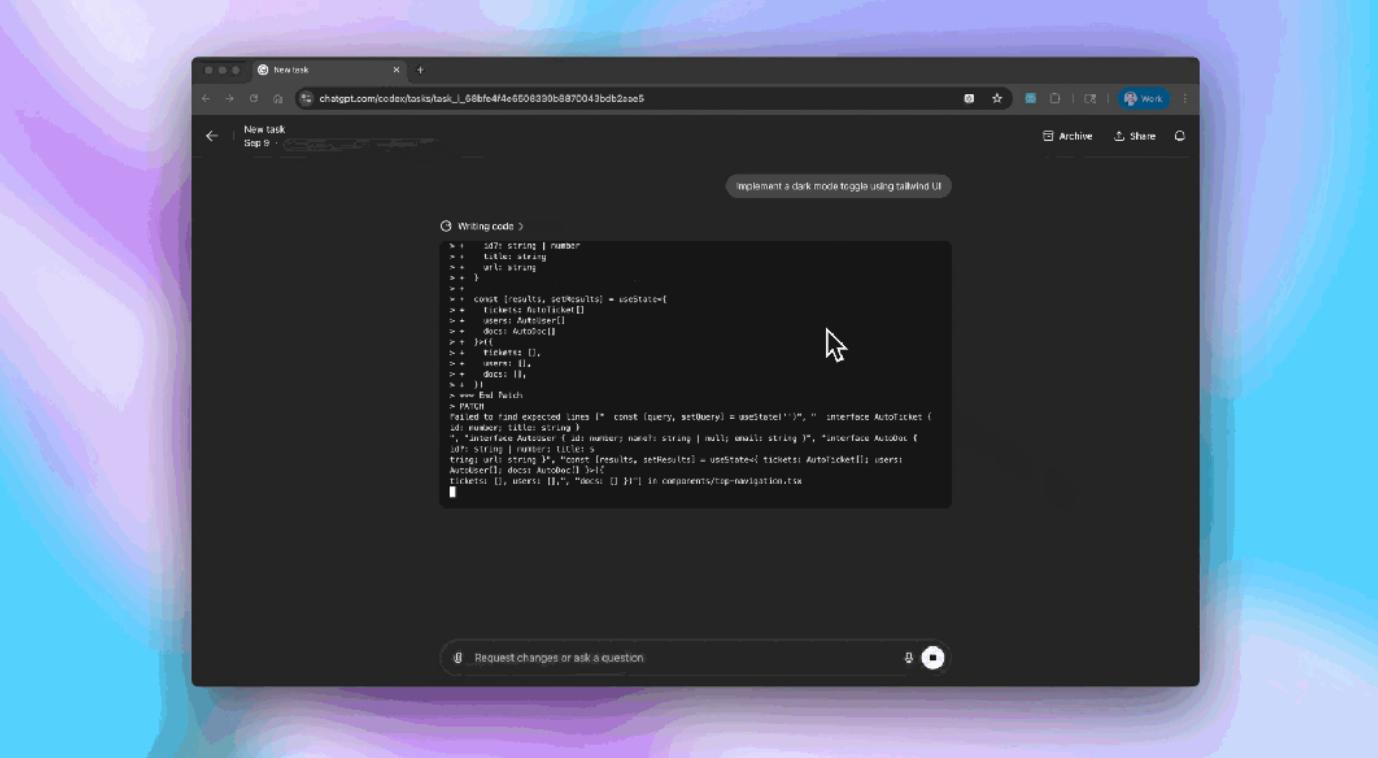 New task
chatgpt.com/codex/tasks/task_i_68bfe4f4e6508330b8870043bdb2aae5
Work
New task
Sep 9 ·
Archive
Share
Implement a dark mode toggle using tailwind UI
Writing code >
> + id?: string | number
> + title: string
> + url: string
> + }
> +
> + const [results, setResults] = useState<{
> + tickets: AutoTicket[]
> + users: AutoUser[]
> + docs: AutoDoc[]
> + }>({
> + tickets: [],
> + users: [],
> + docs: [],
> + })
> *** End Patch
> PATCH
Failed to find expected lines [" const [query, setQuery] = useState('')", " interface AutoTicket {
id: number; title: string }
", "interface AutoUser { id: number; name?: string | null; email: string }", "interface AutoDoc {
id?: string | number; title: s
tring; url: string }", "const [results, setResults] = useState<{ tickets: AutoTicket[]; users:
AutoUser[]; docs: AutoDoc[] }>({
tickets: [], users: [],", "docs: [] })"] in components/top-navigation.tsx
Request changes or ask a question